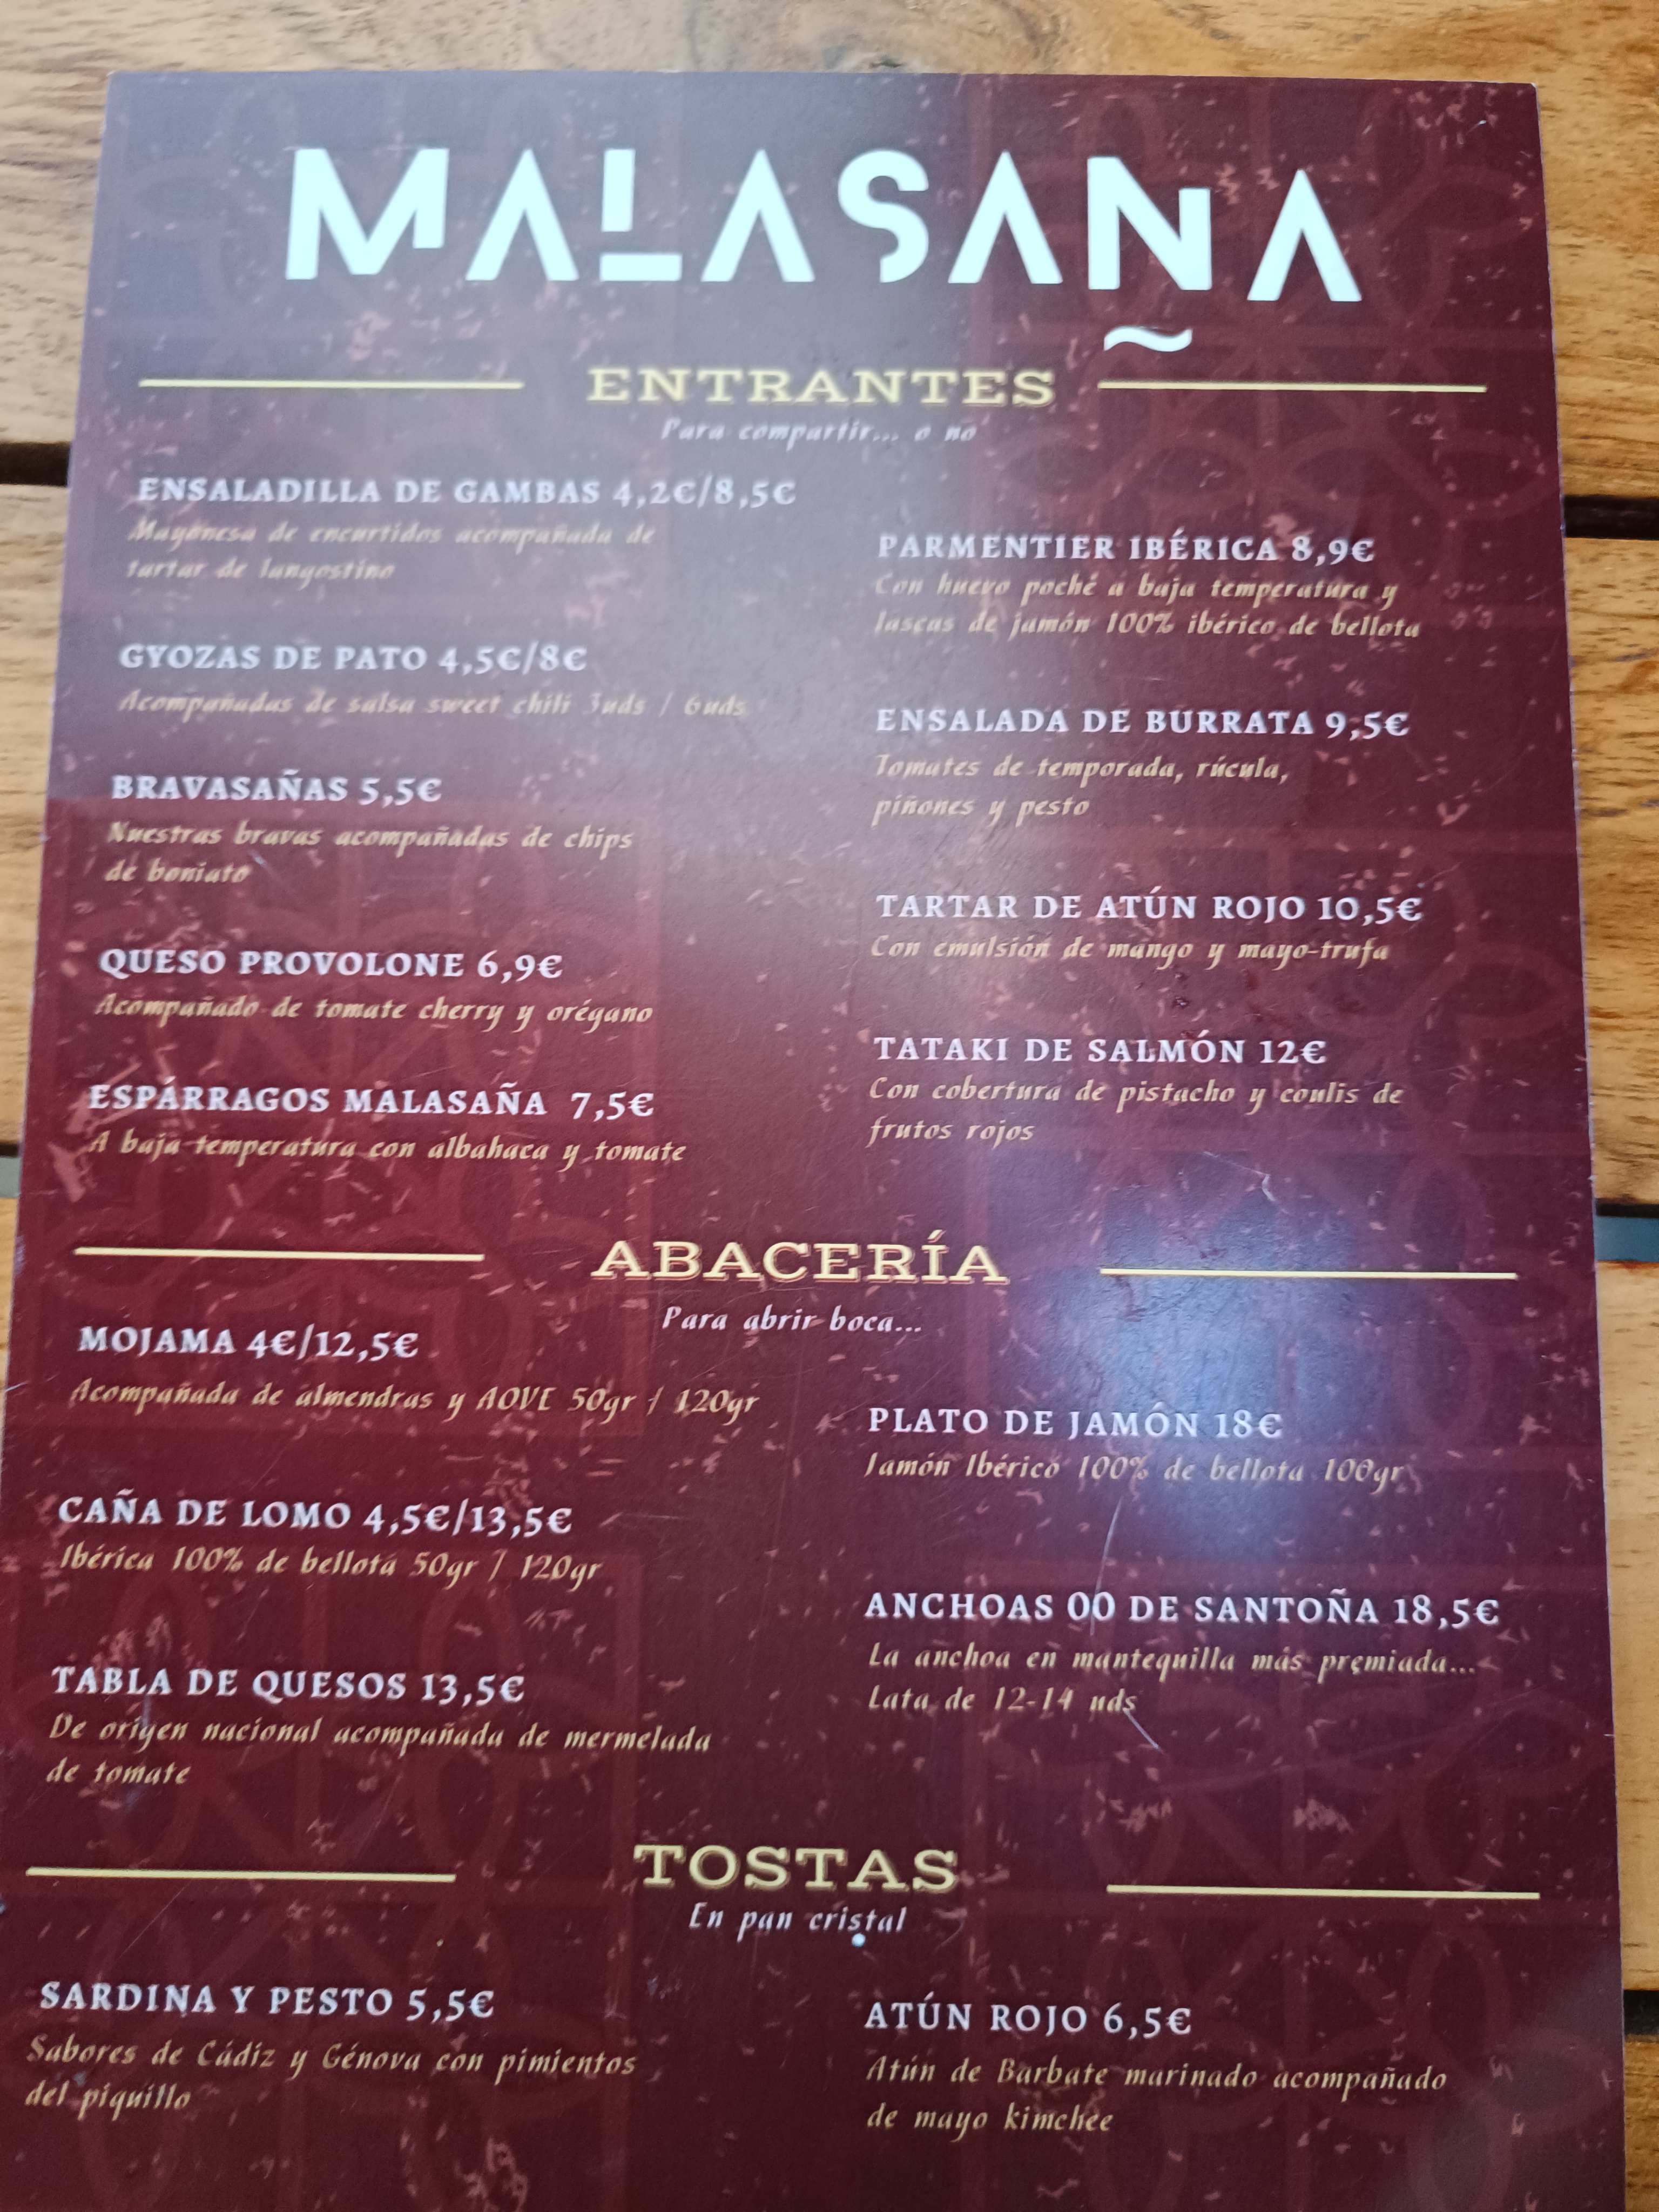 MALASAÑA
ENTRANTES
Para compartir... o no
ENSALADILLA DE GAMBAS 4,2€/8,5€
Mayonesa de encurtidos acompañada de
tartar de langostino
GYOZAS DE PATO 4,5€/8€
Acompañadas de salsa sweet chili 3uds / 6uds
BRAVASAÑAS 5,5€
Nuestras bravas acompañadas de chips
de boniato
QUESO PROVOLONE 6,9€
Acompañado de tomate cherry y orégano
ESPÁRRAGOS MALASAÑA 7,5€
A baja temperatura con albahaca y tomate
PARMENTIER IBÉRICA 8,9€
Con huevo poché a baja temperatura y
lascas de jamón 100% ibérico de bellota
ENSALADA DE BURRATA 9,5€
Tomates de temporada, rúcula,
piñones y pesto
TARTAR DE ATÚN ROJO 10,5€
Con emulsión de mango y mayo-trufa
TATAKI DE SALMÓN 12€
Con cobertura de pistacho y coulis de
frutos rojos
ABACERÍA
Para abrir boca...
MOJAMA 4€/12,5€
Acompañada de almendras y AOVE 50gr / 120gr
CAÑA DE LOMO 4,5€/13,5€
Ibérica 100% de bellota 50gr / 120gr
TABLA DE QUESOS 13,5€
De origen nacional acompañada de mermelada
de tomate
PLATO DE JAMÓN 18€
Jamón Ibérico 100% de bellota 100gr
ANCHOAS 00 DE SANTOÑA 18,5€
La anchoa en mantequilla más premiada...
Lata de 12-14 uds
TOSTAS
En pan cristal
SARDINA Y PESTO 5,5€
Sabores de Cádiz y Génova con pimientos
del piquillo
ATÚN ROJO 6,5€
Atún de Barbate marinado acompañado
de mayo kimchee